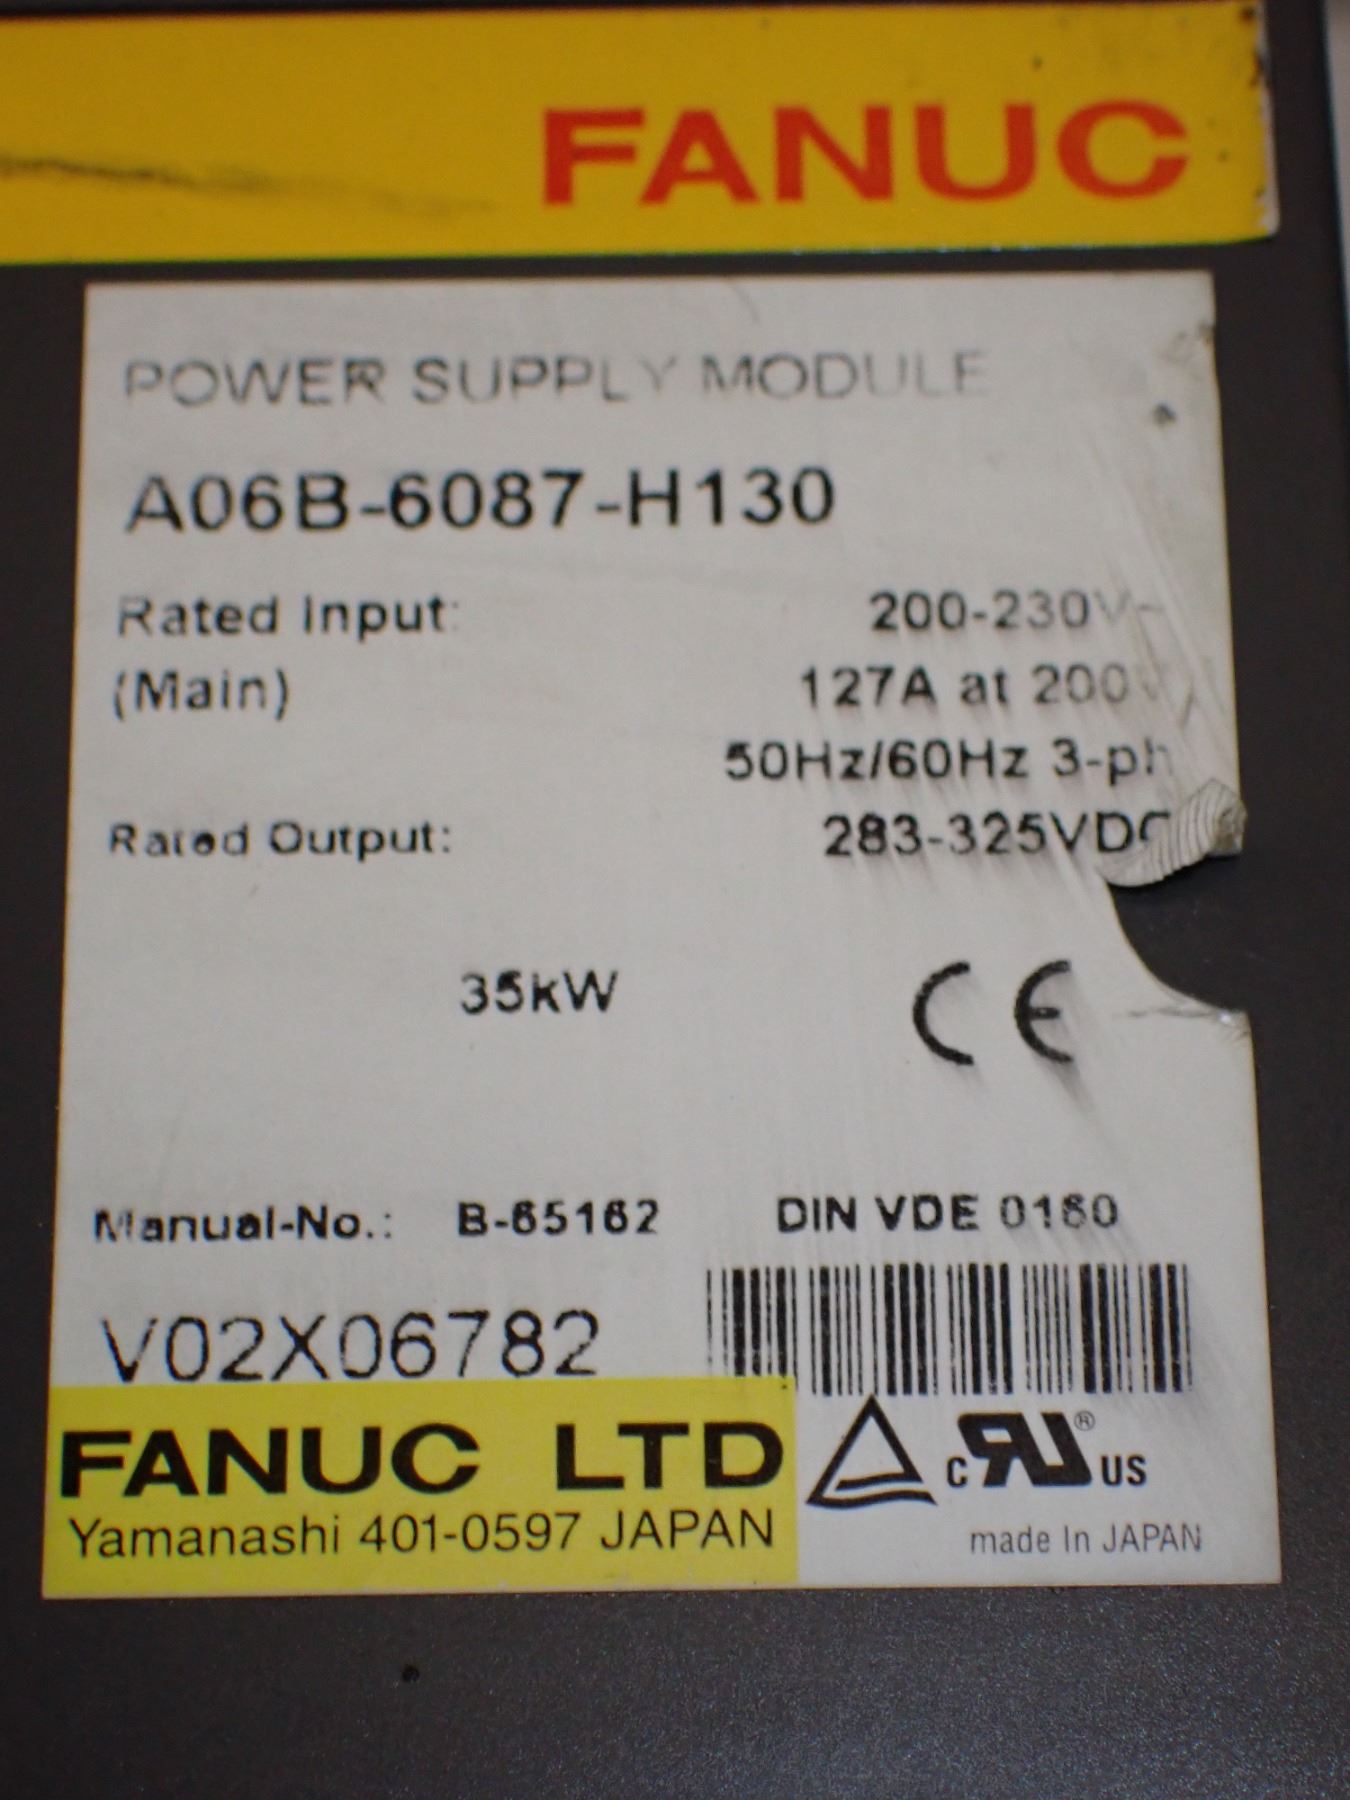 FANUC
POWER SUPPLY MODULE
A06B-6087-H130
Rated Input: 200-230V~
(Main) 127A at 200V
50Hz/60Hz 3-ph
Rated Output: 283-325VDC
35kW
CE
Manual-No.: B-65162 DIN VDE 0160
V02X06782
FANUC LTD
Yamanashi 401-0597 JAPAN
c RU ® US
made In JAPAN